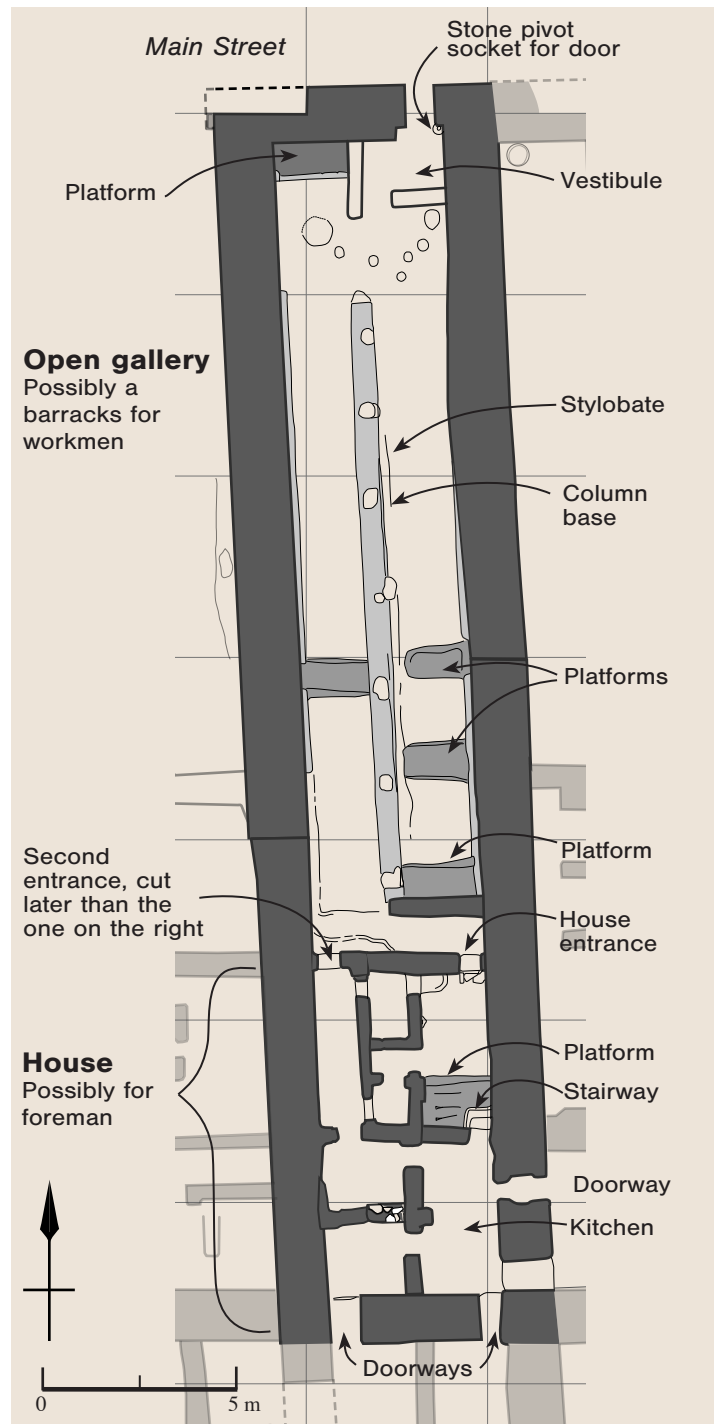 Main Street
Stone pivot
socket for door
Platform
Vestibule
Open gallery
Possibly a
barracks for
workmen
Stylobate
Column
base
Platforms
Platform
Second
entrance, cut
later than the
one on the right
House
entrance
House
Possibly for
foreman
Platform
Stairway
Doorway
Kitchen
Doorways
0
5 m